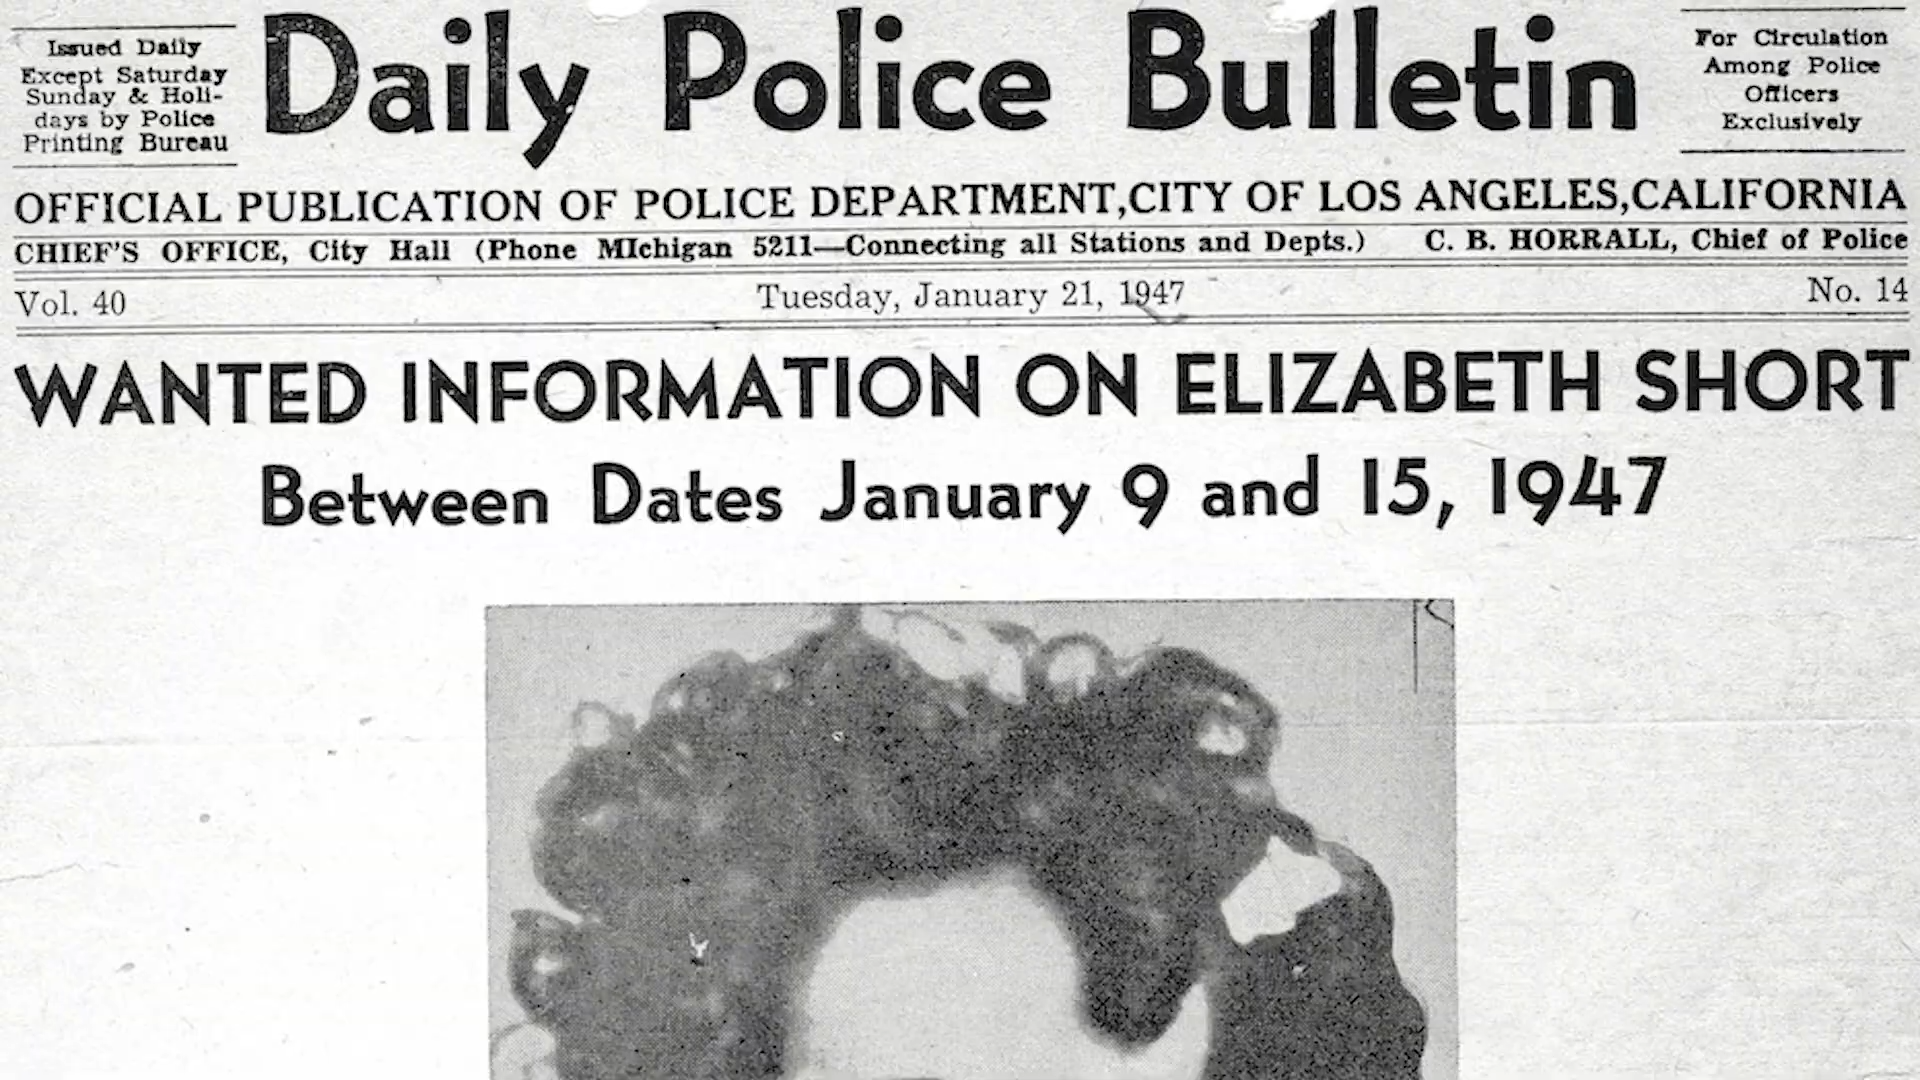 Issued Daily
Except Saturday
Sunday & Holi-
days by Police
Printing Bureau
Daily Police Bulletin
For Circulation
Among Police
Officers
Exclusively
OFFICIAL PUBLICATION OF POLICE DEPARTMENT, CITY OF LOS ANGELES, CALIFORNIA
CHIEF'S OFFICE, City Hall (Phone MIchigan 5211—Connecting all Stations and Depts.) C. B. HORRALL, Chief of Police
Vol. 40 Tuesday, January 21, 1947 No. 14
WANTED INFORMATION ON ELIZABETH SHORT
Between Dates January 9 and 15, 1947